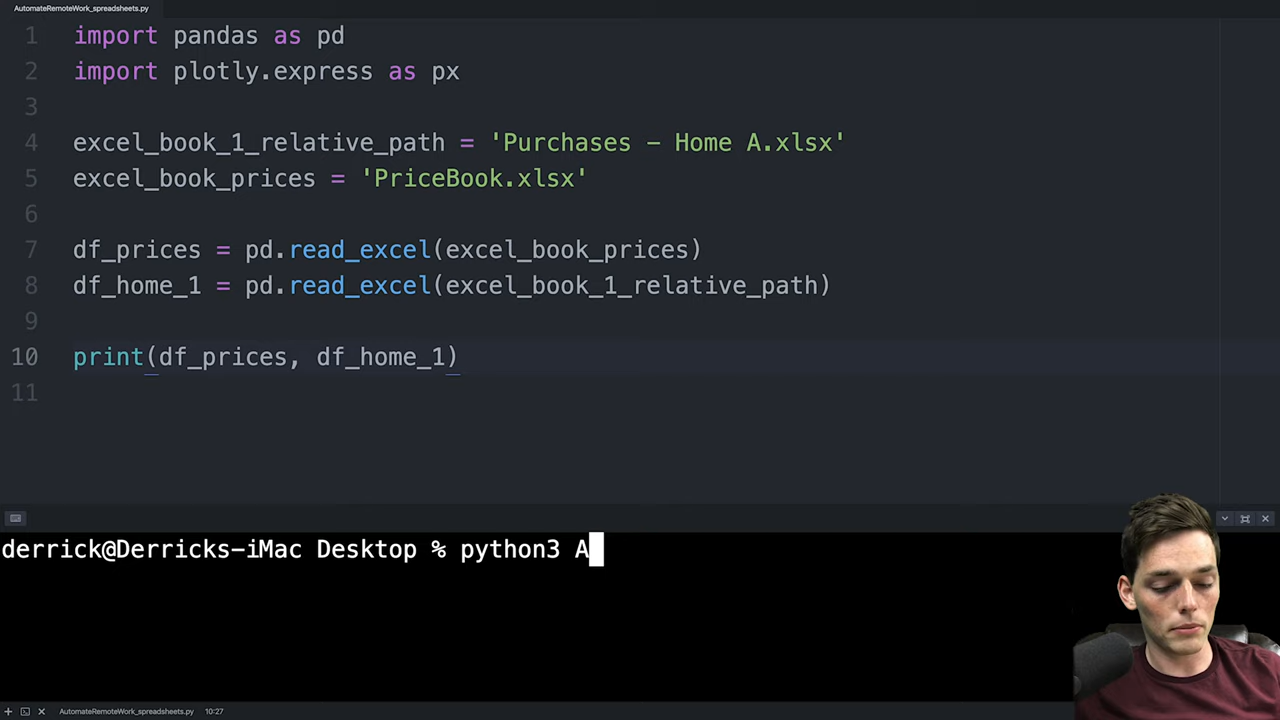 AutomateRemoteWork_spreadsheets.py
1 import pandas as pd
2 import plotly.express as px
3
4 excel_book_1_relative_path = 'Purchases - Home A.xlsx'
5 excel_book_prices = 'PriceBook.xlsx'
6
7 df_prices = pd.read_excel(excel_book_prices)
8 df_home_1 = pd.read_excel(excel_book_1_relative_path)
9
10 print(df_prices, df_home_1)
11
derrick@Derricks-iMac Desktop % python3 A
AutomateRemoteWork_spreadsheets.py 10:27